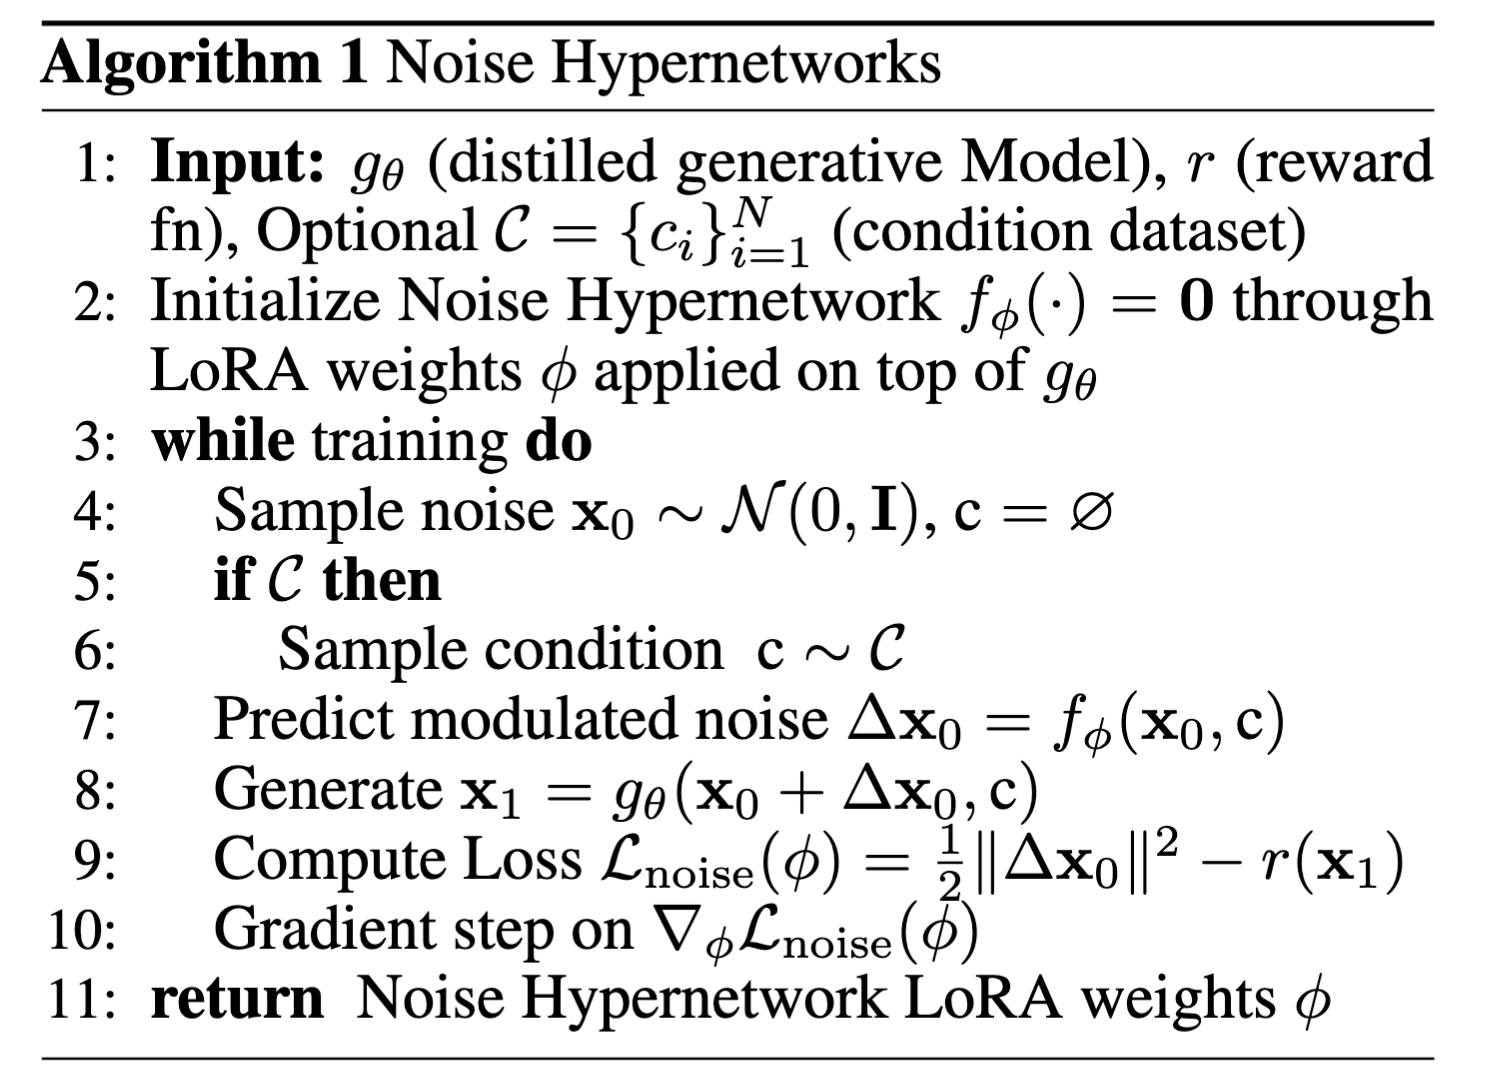 Algorithm 1 Noise Hypernetworks
1: Input: $g_\theta$ (distilled generative Model), $r$ (reward
fn), Optional $\mathcal{C} = \{c_i\}_{i=1}^{N}$ (condition dataset)
2: Initialize Noise Hypernetwork $f_\phi(\cdot) = \mathbf{0}$ through
LoRA weights $\phi$ applied on top of $g_\theta$
3: while training do
4: Sample noise $\mathbf{x}_0 \sim \mathcal{N}(0, \mathbf{I})$, c = $\varnothing$
5: if $\mathcal{C}$ then
6: Sample condition c $\sim \mathcal{C}$
7: Predict modulated noise $\Delta\mathbf{x}_0 = f_\phi(\mathbf{x}_0, \mathrm{c})$
8: Generate $\mathbf{x}_1 = g_\theta(\mathbf{x}_0 + \Delta\mathbf{x}_0, \mathrm{c})$
9: Compute Loss $\mathcal{L}_{\mathrm{noise}}(\phi) = \frac{1}{2}\|\Delta\mathbf{x}_0\|^2 - r(\mathbf{x}_1)$
10: Gradient step on $\nabla_\phi \mathcal{L}_{\mathrm{noise}}(\phi)$
11: return Noise Hypernetwork LoRA weights $\phi$